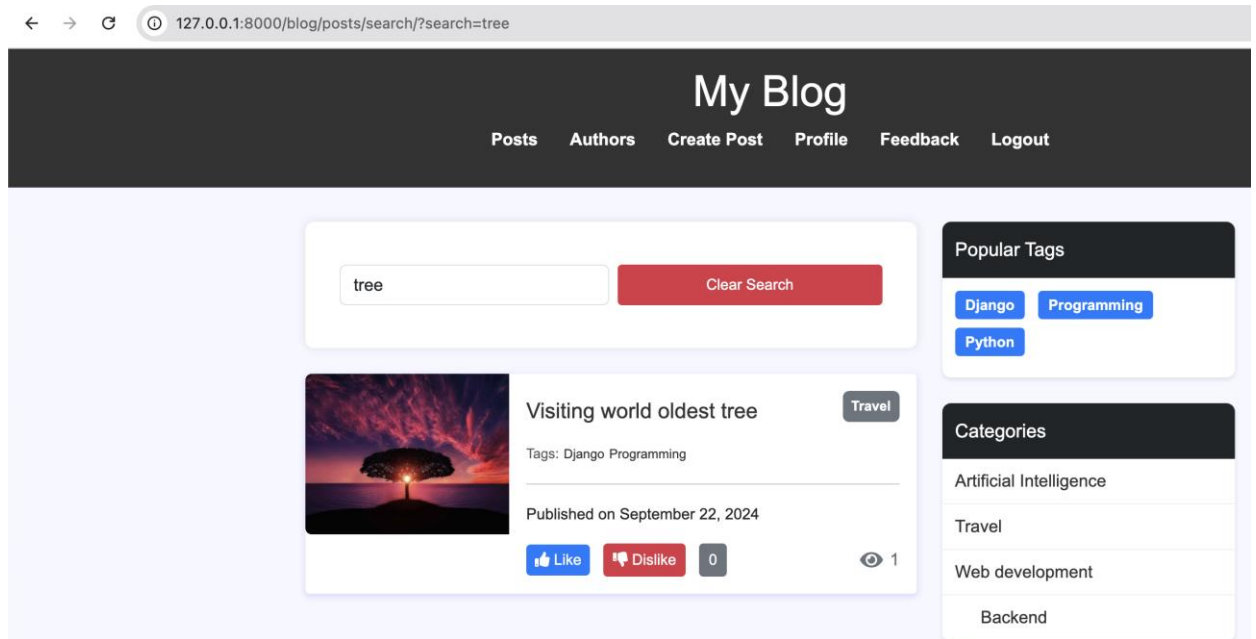 127.0.0.1:8000/blog/posts/search/?search=tree
My Blog
Posts Authors Create Post Profile Feedback Logout
tree Clear Search
Visiting world oldest tree Travel
Tags: Django Programming
Published on September 22, 2024
Like Dislike 0 1
Popular Tags
Django Programming
Python
Categories
Artificial Intelligence
Travel
Web development
Backend